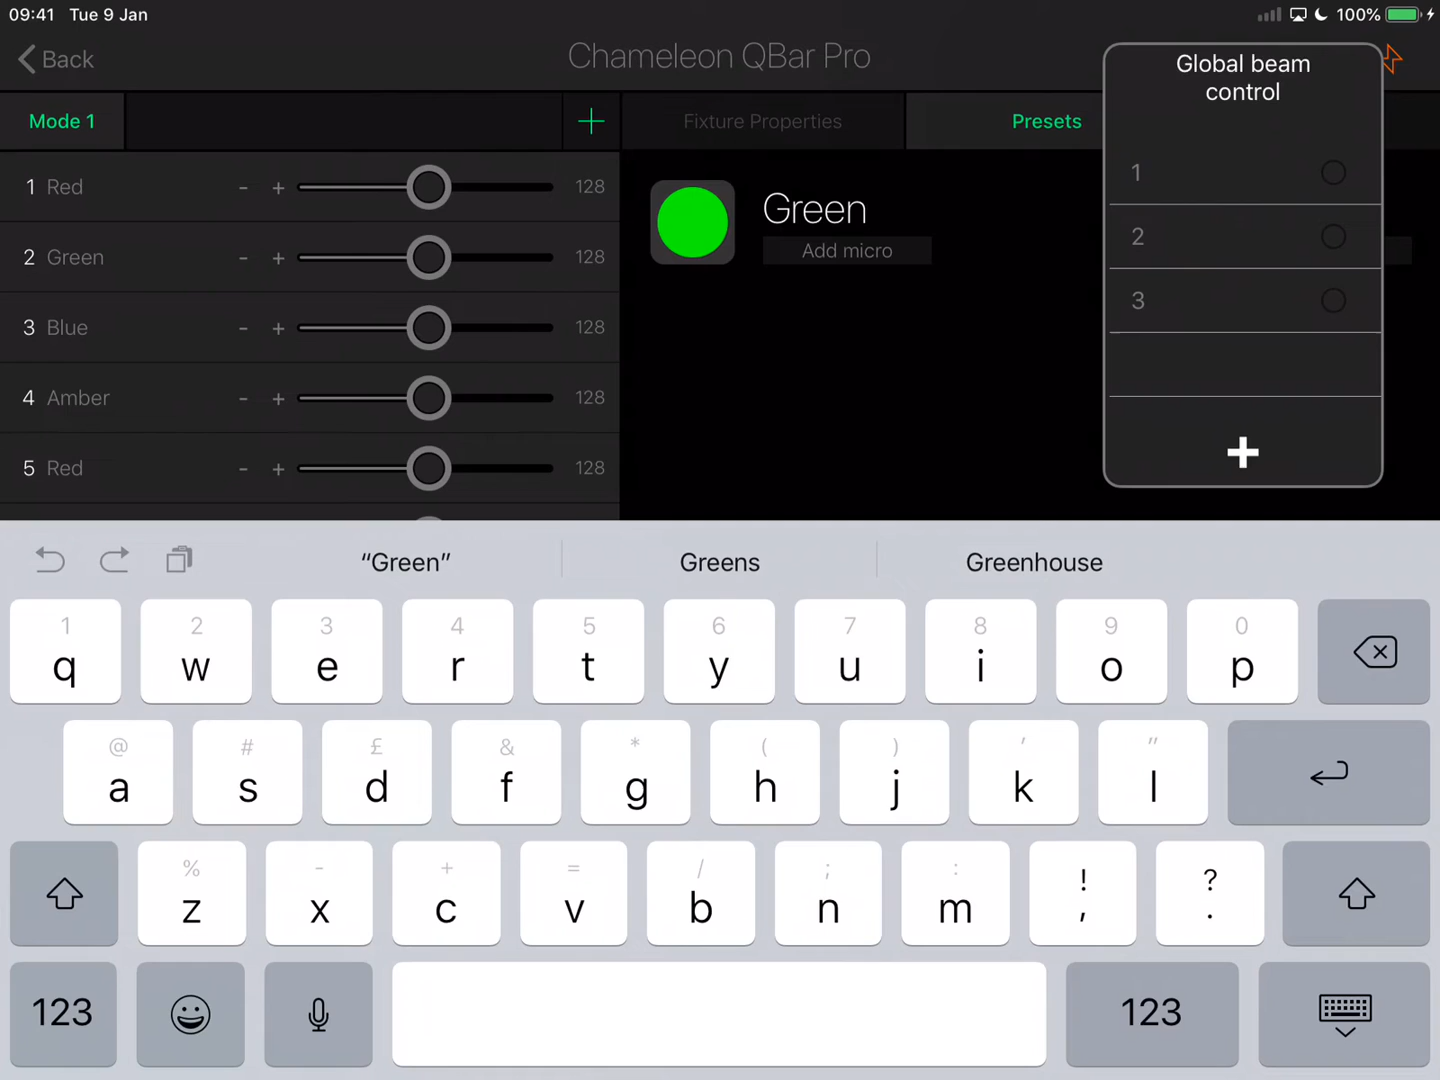 09:41 Tue 9 Jan
100%
Back
Chameleon QBar Pro
Global beam
control
Mode 1
+
Fixture Properties
Presets
1 Red - + 128
2 Green - + 128
3 Blue - + 128
4 Amber - + 128
5 Red - + 128
Green
Add micro
1
2
3
+
“Green” Greens Greenhouse
1 2 3 4 5 6 7 8 9 0
q w e r t y u i o p
@ # £ & * ( ) ' "
a s d f g h j k l
% - + = / ; : ! ?
z x c v b n m , .
123 123